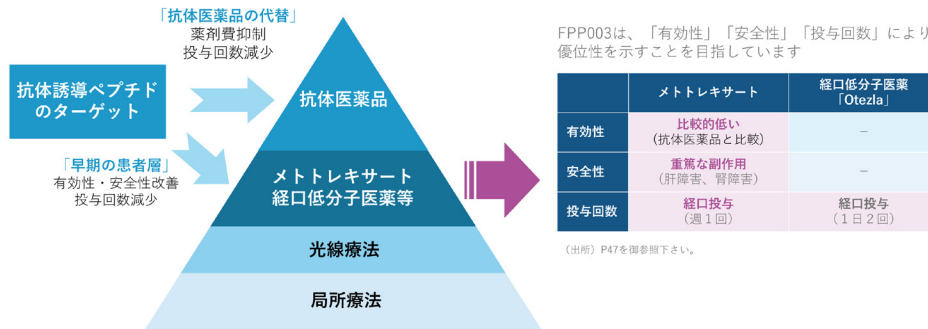 「抗体医薬品の代替」
薬剤費抑制
投与回数減少
抗体誘導ペプチド
のターゲット
「早期の患者層」
有効性・安全性改善
投与回数減少
抗体医薬品
メトトレキサート
経口低分子医薬等
光線療法
局所療法
FPP003は、「有効性」「安全性」「投与回数」により
優位性を示すことを目指しています
メトトレキサート
経口低分子医薬
「Otezla」
有効性
比較的低い
(抗体医薬品と比較)
–
安全性
重篤な副作用
(肝障害、腎障害)
–
投与回数
経口投与
(週1回)
経口投与
(1日2回)
(出所) P47を御参照下さい。